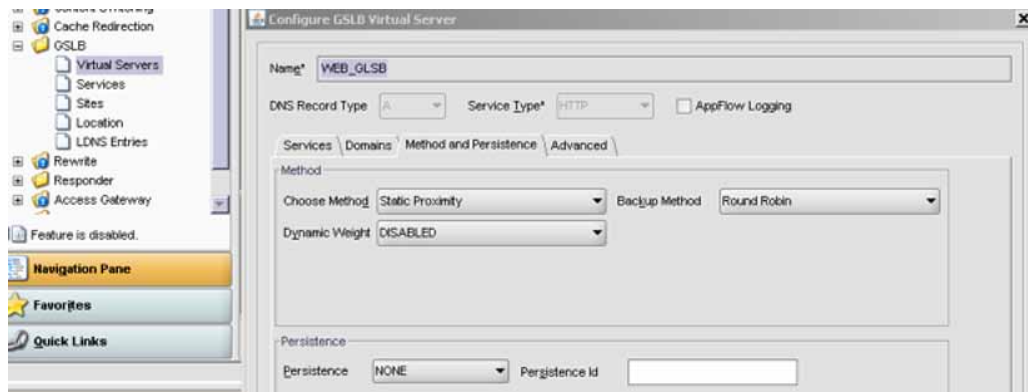 Content Switching
Cache Redirection
GSLB
Virtual Servers
Services
Sites
Location
LDNS Entries
Rewrite
Responder
Access Gateway
Feature is disabled.
Navigation Pane
Favorites
Quick Links
Configure GSLB Virtual Server
Name* WEB_GLSB
DNS Record Type A Service Type* HTTP AppFlow Logging
Services Domains Method and Persistence Advanced
Method
Choose Method Static Proximity Backup Method Round Robin
Dynamic Weight DISABLED
Persistence
Persistence NONE Persistence Id